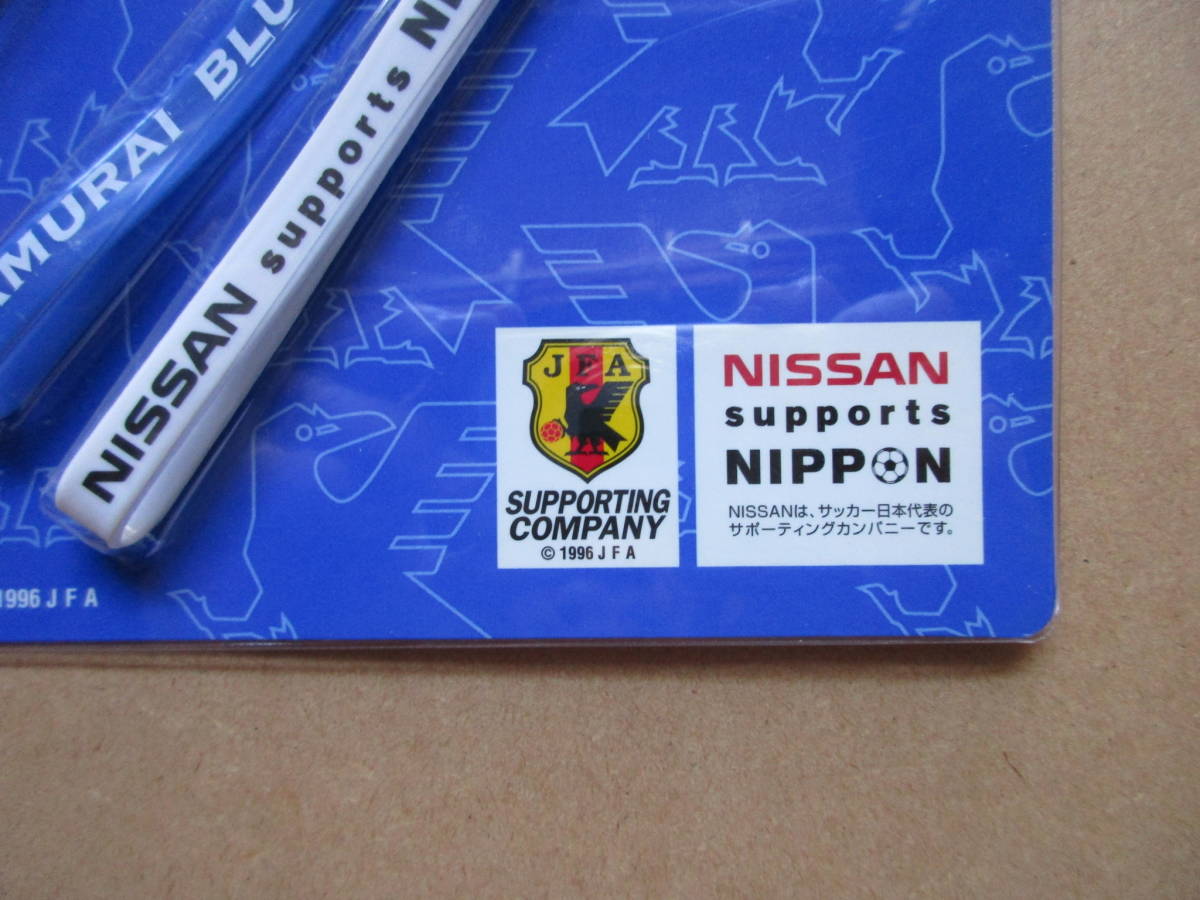 AMURAI BLU
NISSAN supports NI
JFA
SUPPORTING
COMPANY
© 1996 J F A
NISSAN
supports
NIPPON
NISSANは、サッカー日本代表の
サポーティングカンパニーです。
1996 J F A